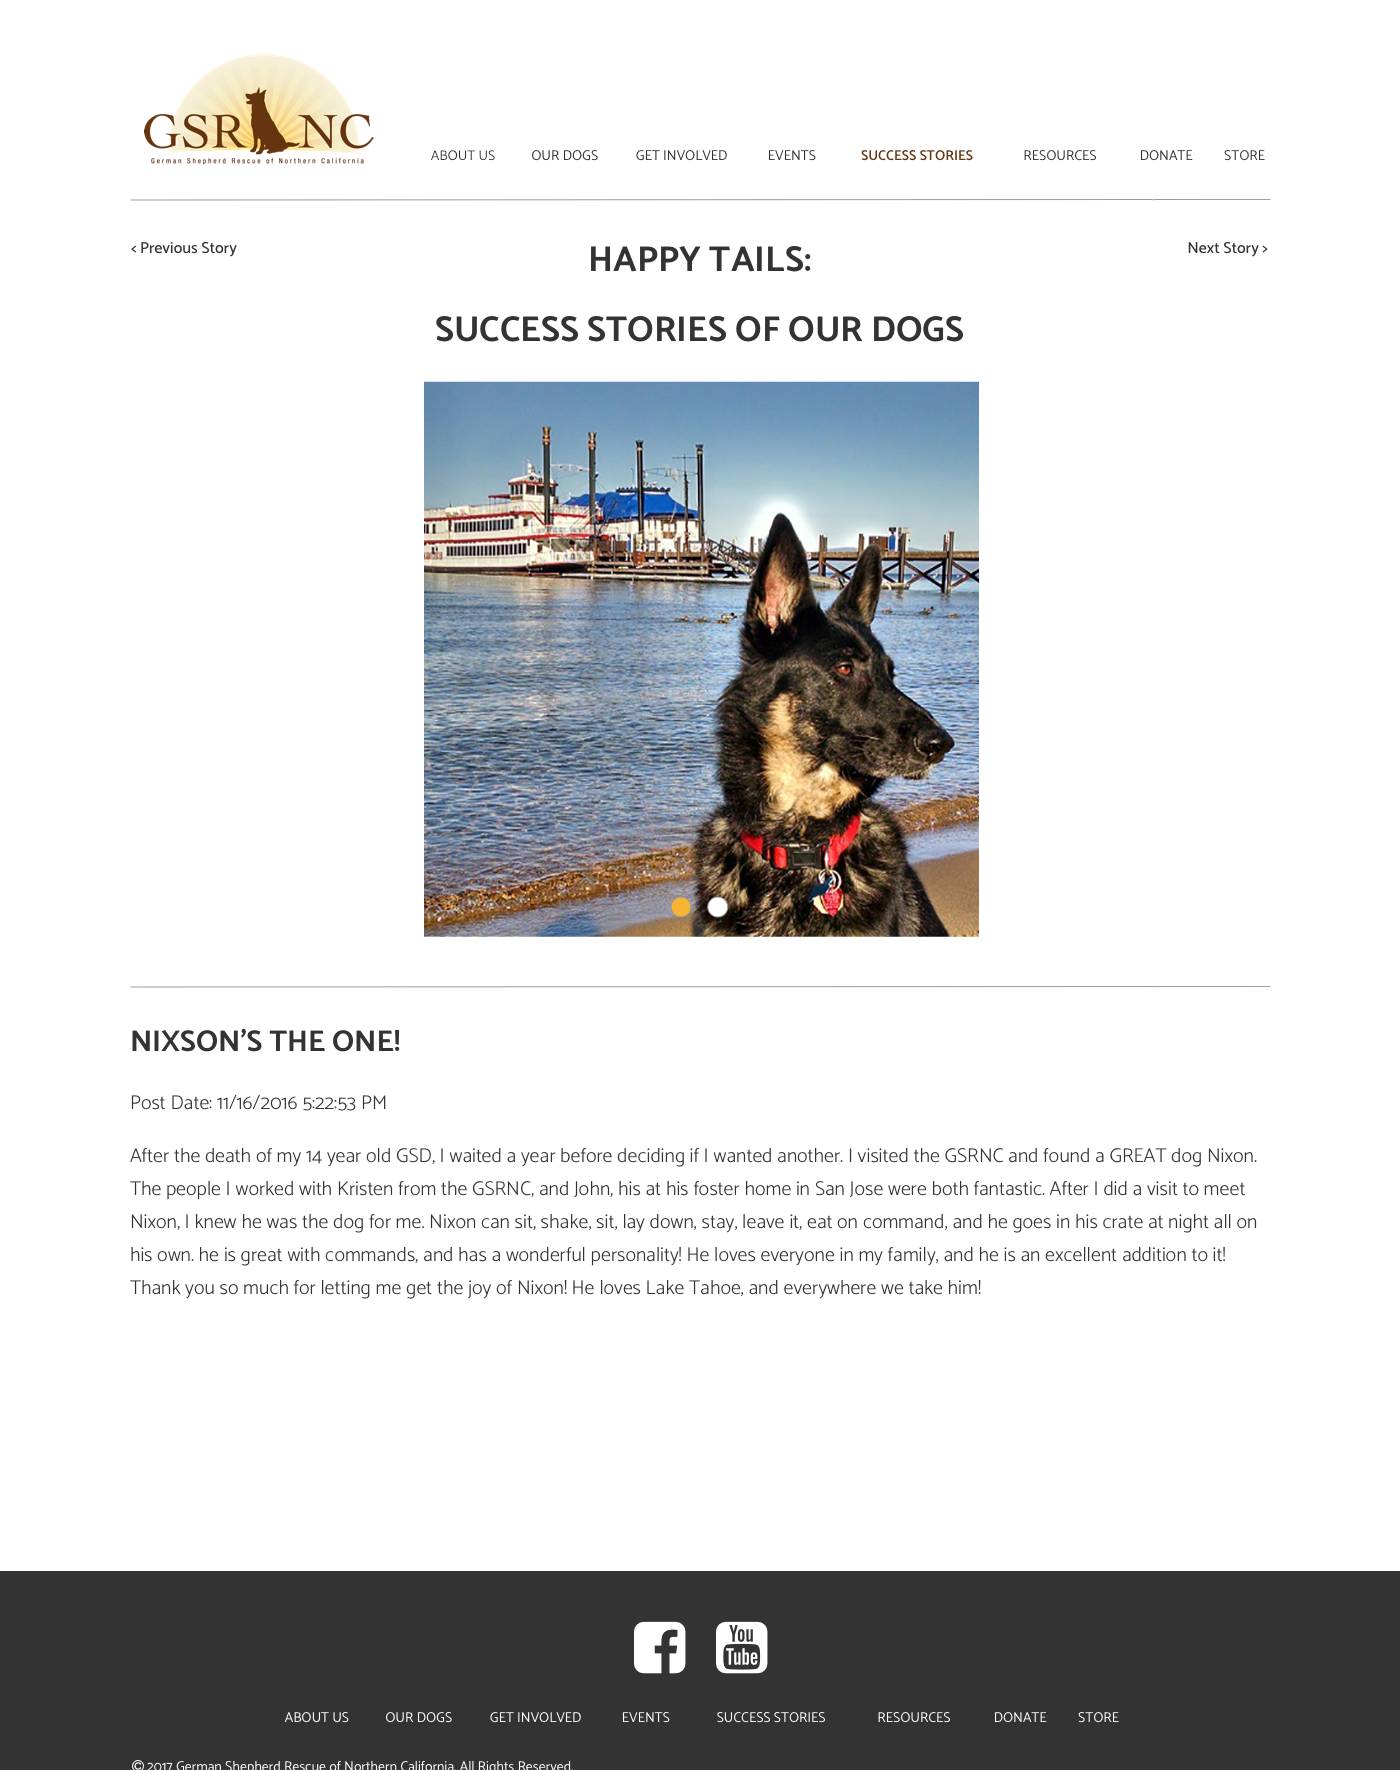 GSRNC
German Shepherd Rescue of Northern California
ABOUT US OUR DOGS GET INVOLVED EVENTS SUCCESS STORIES RESOURCES DONATE STORE
< Previous Story
Next Story >
HAPPY TAILS:
SUCCESS STORIES OF OUR DOGS
NIXSON'S THE ONE!
Post Date: 11/16/2016 5:22:53 PM
After the death of my 14 year old GSD, I waited a year before deciding if I wanted another. I visited the GSRNC and found a GREAT dog Nixon.
The people I worked with Kristen from the GSRNC, and John, his at his foster home in San Jose were both fantastic. After I did a visit to meet
Nixon, I knew he was the dog for me. Nixon can sit, shake, sit, lay down, stay, leave it, eat on command, and he goes in his crate at night all on
his own. he is great with commands, and has a wonderful personality! He loves everyone in my family, and he is an excellent addition to it!
Thank you so much for letting me get the joy of Nixon! He loves Lake Tahoe, and everywhere we take him!
You
Tube
ABOUT US OUR DOGS GET INVOLVED EVENTS SUCCESS STORIES RESOURCES DONATE STORE
© 2017 German Shepherd Rescue of Northern California. All Rights Reserved.